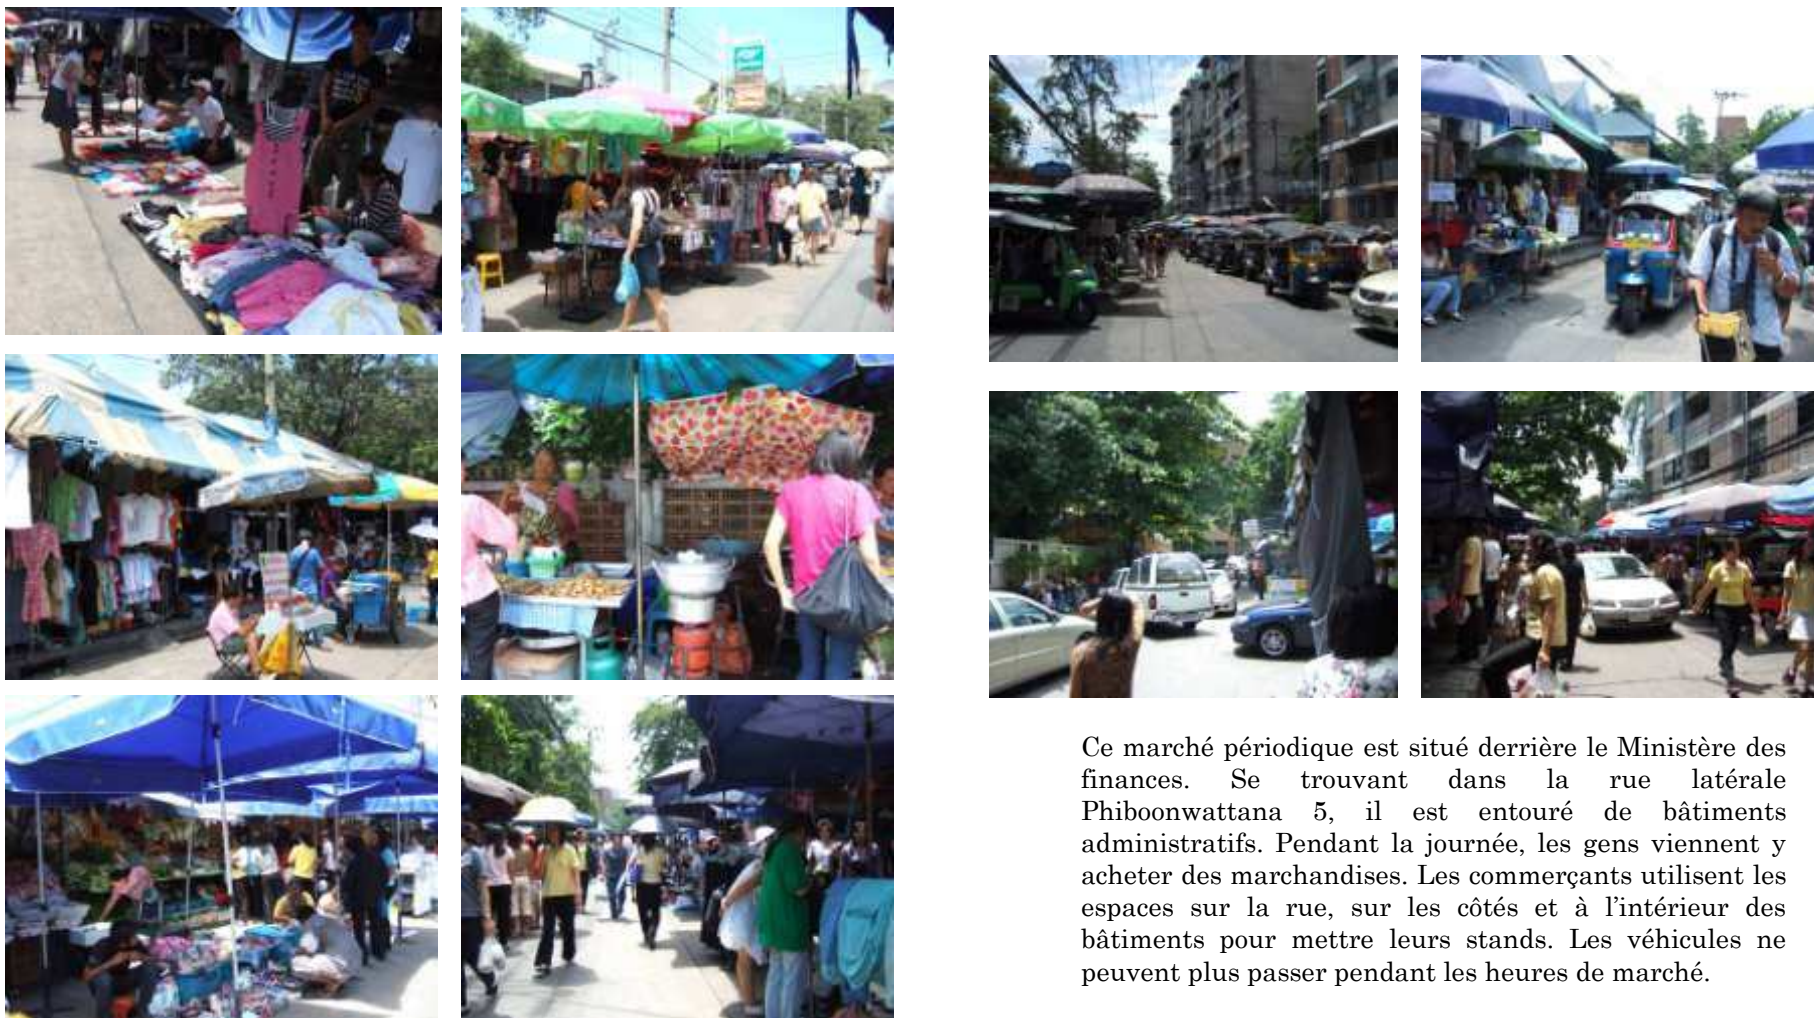 Ce marché périodique est situé derrière le Ministère des
finances. Se trouvant dans la rue latérale
Phiboonwattana 5, il est entouré de bâtiments
administratifs. Pendant la journée, les gens viennent y
acheter des marchandises. Les commerçants utilisent les
espaces sur la rue, sur les côtés et à l'intérieur des
bâtiments pour mettre leurs stands. Les véhicules ne
peuvent plus passer pendant les heures de marché.